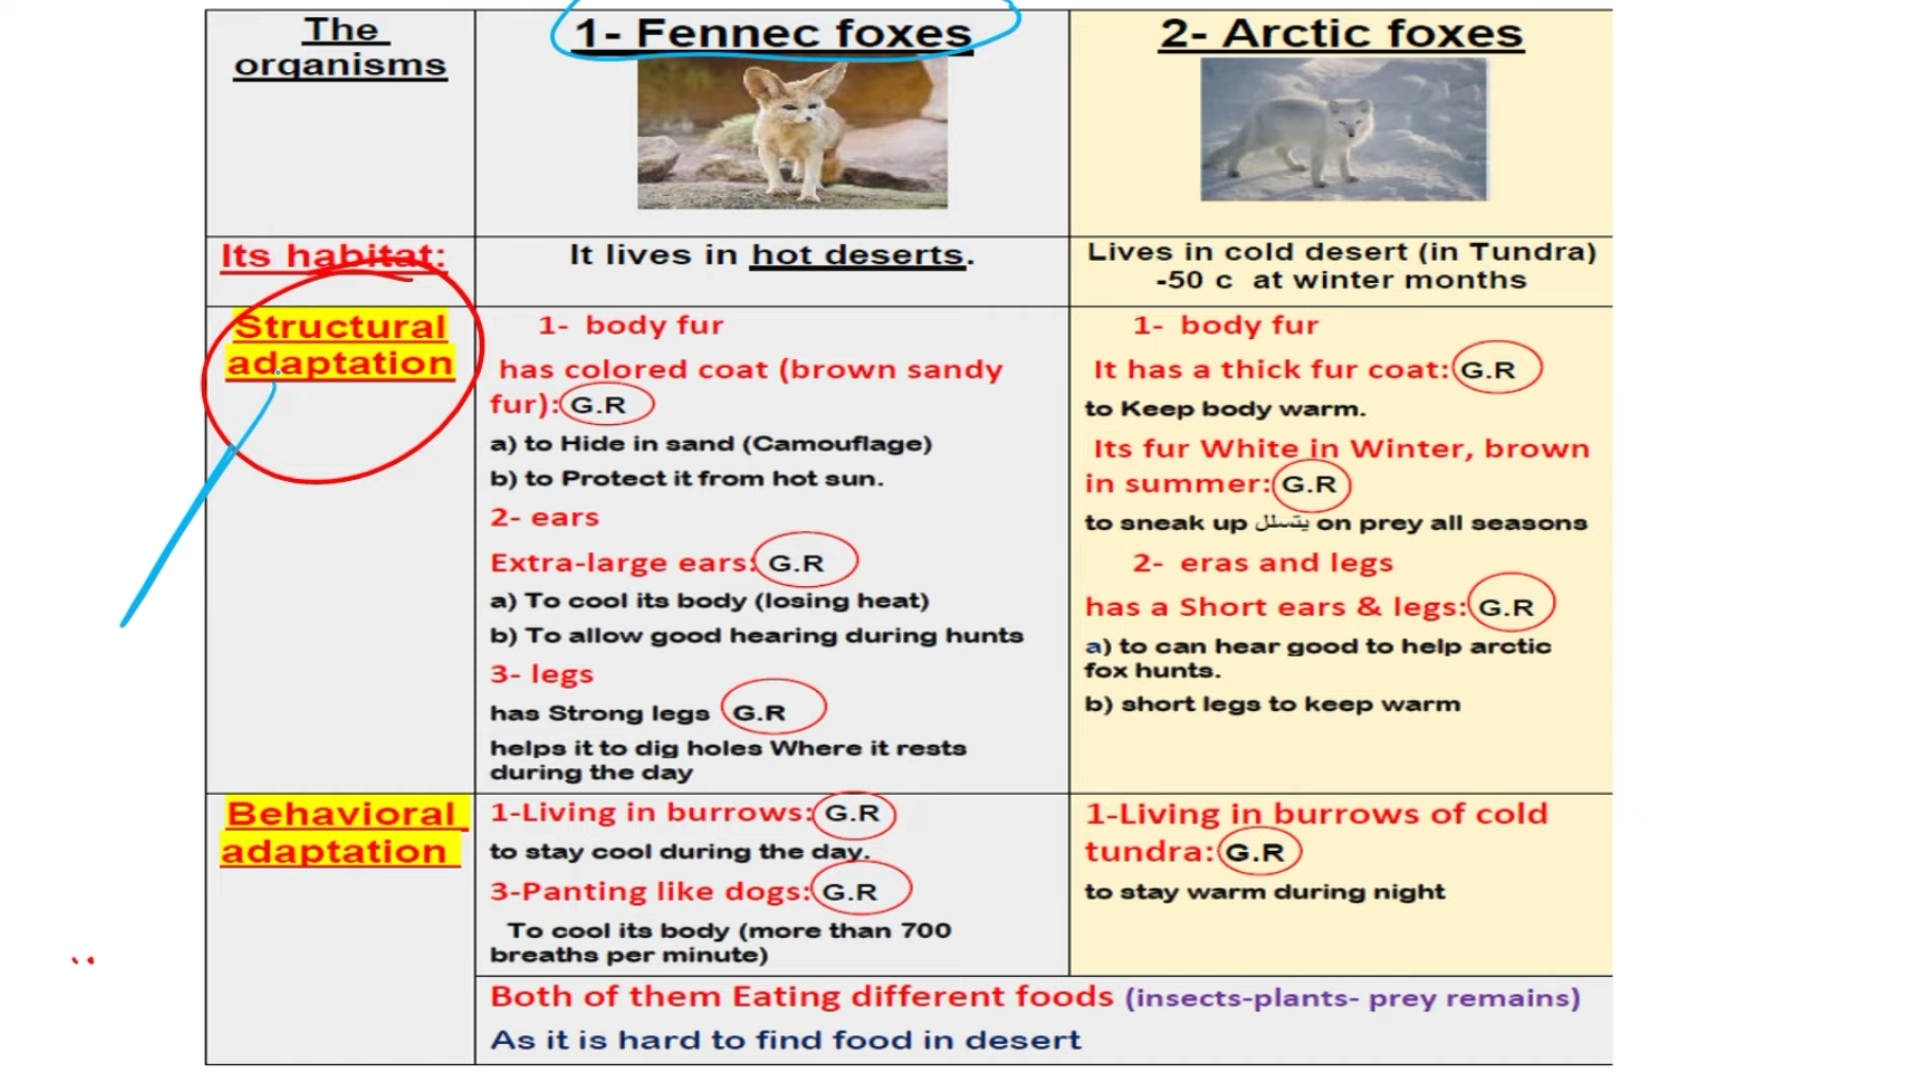 The
organisms
1- Fennec foxes
2- Arctic foxes
Its habitat:
It lives in hot deserts.
Lives in cold desert (in Tundra)
-50 c at winter months
Structural
adaptation
1- body fur
has colored coat (brown sandy
fur): G.R
a) to Hide in sand (Camouflage)
b) to Protect it from hot sun.
2- ears
Extra-large ears: G.R
a) To cool its body (losing heat)
b) To allow good hearing during hunts
3- legs
has Strong legs G.R
helps it to dig holes Where it rests
during the day
1- body fur
It has a thick fur coat: G.R
to Keep body warm.
Its fur White in Winter, brown
in summer: G.R
to sneak up يتسلل on prey all seasons
2- eras and legs
has a Short ears & legs: G.R
a) to can hear good to help arctic
fox hunts.
b) short legs to keep warm
Behavioral
adaptation
1-Living in burrows: G.R
to stay cool during the day.
3-Panting like dogs: G.R
To cool its body (more than 700
breaths per minute)
1-Living in burrows of cold
tundra: G.R
to stay warm during night
Both of them Eating different foods (insects-plants- prey remains)
As it is hard to find food in desert